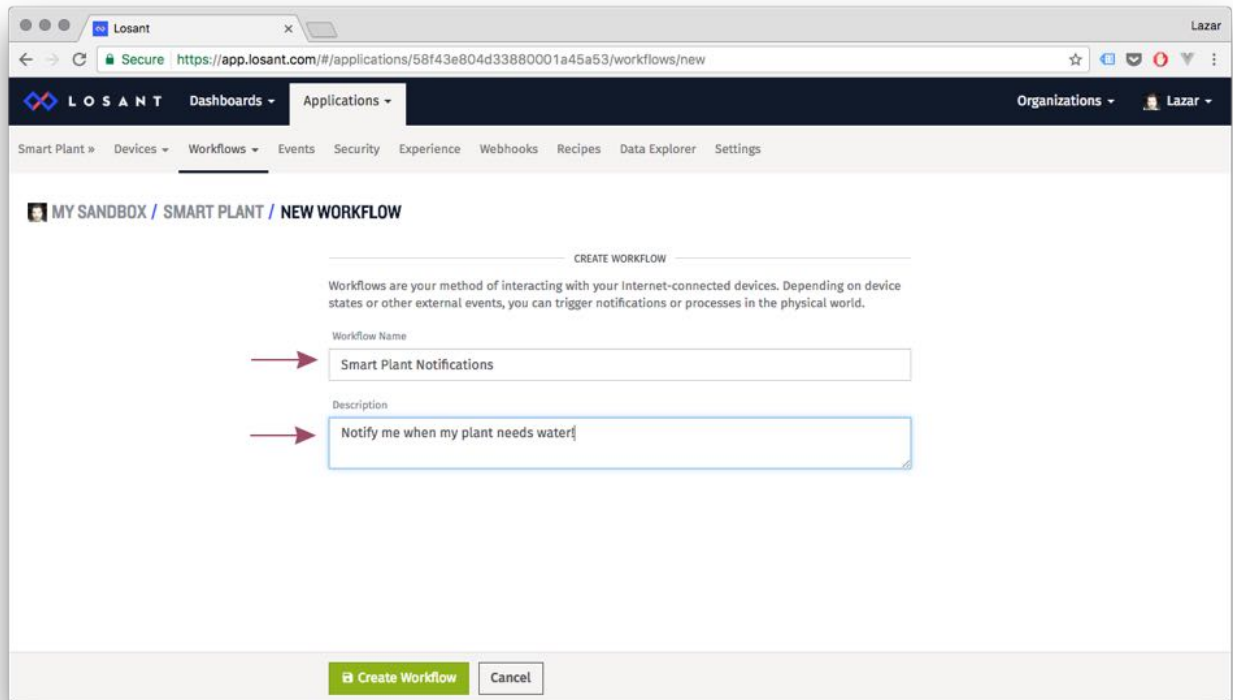 Losant
Lazar
Secure https://app.losant.com/#/applications/58f43e804d33880001a45a53/workflows/new
LOSANT Dashboards Applications Organizations Lazar
Smart Plant » Devices Workflows Events Security Experience Webhooks Recipes Data Explorer Settings
MY SANDBOX / SMART PLANT / NEW WORKFLOW
CREATE WORKFLOW
Workflows are your method of interacting with your Internet-connected devices. Depending on device
states or other external events, you can trigger notifications or processes in the physical world.
Workflow Name
Smart Plant Notifications
Description
Notify me when my plant needs water!
Create Workflow Cancel